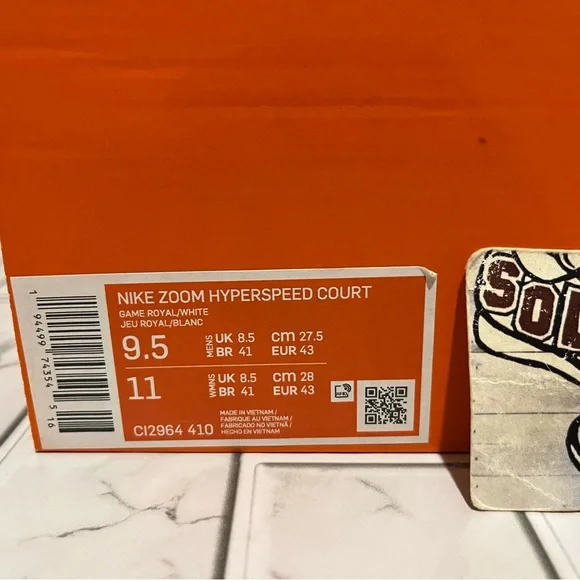 NIKE ZOOM HYPERSPEED COURT
GAME ROYAL/WHITE
JEU ROYAL/BLANC
9.5 MENS UK 8.5 CM 27.5
BR 41 EUR 43
11 WMNS UK 8.5 CM 28
BR 41 EUR 43
CI2964 410
MADE IN VIETNAM /
FABRIQUE AU VIETNAM /
FABRICADO NO VIETNÃ /
HECHO EN VIETNAM
1 94499 74354 5 16